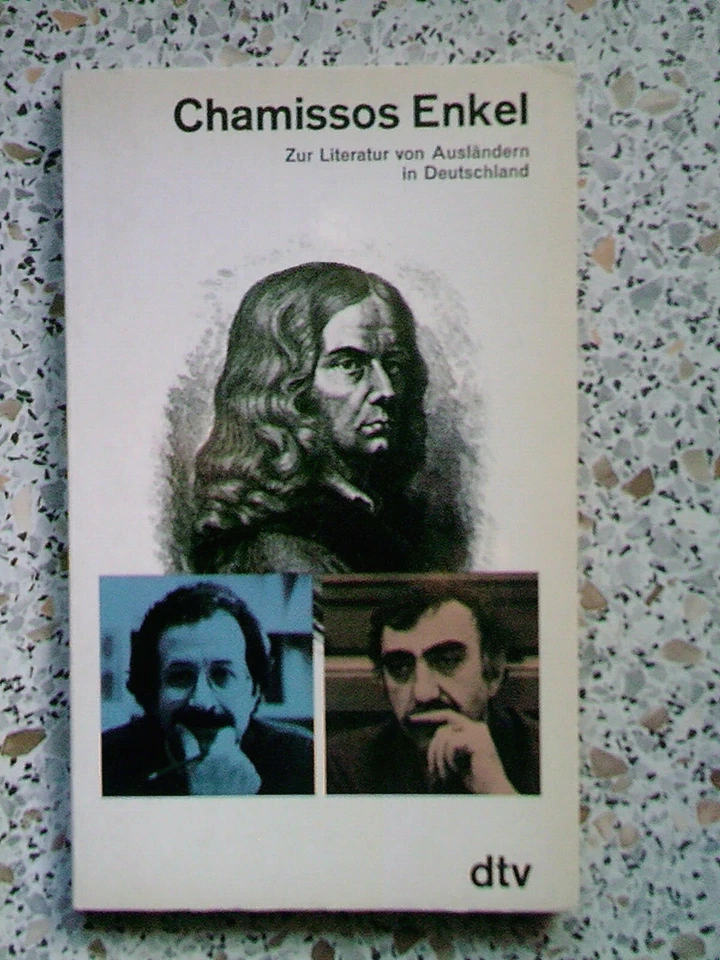 Chamissos Enkel
Zur Literatur von Ausländern
in Deutschland
dtv